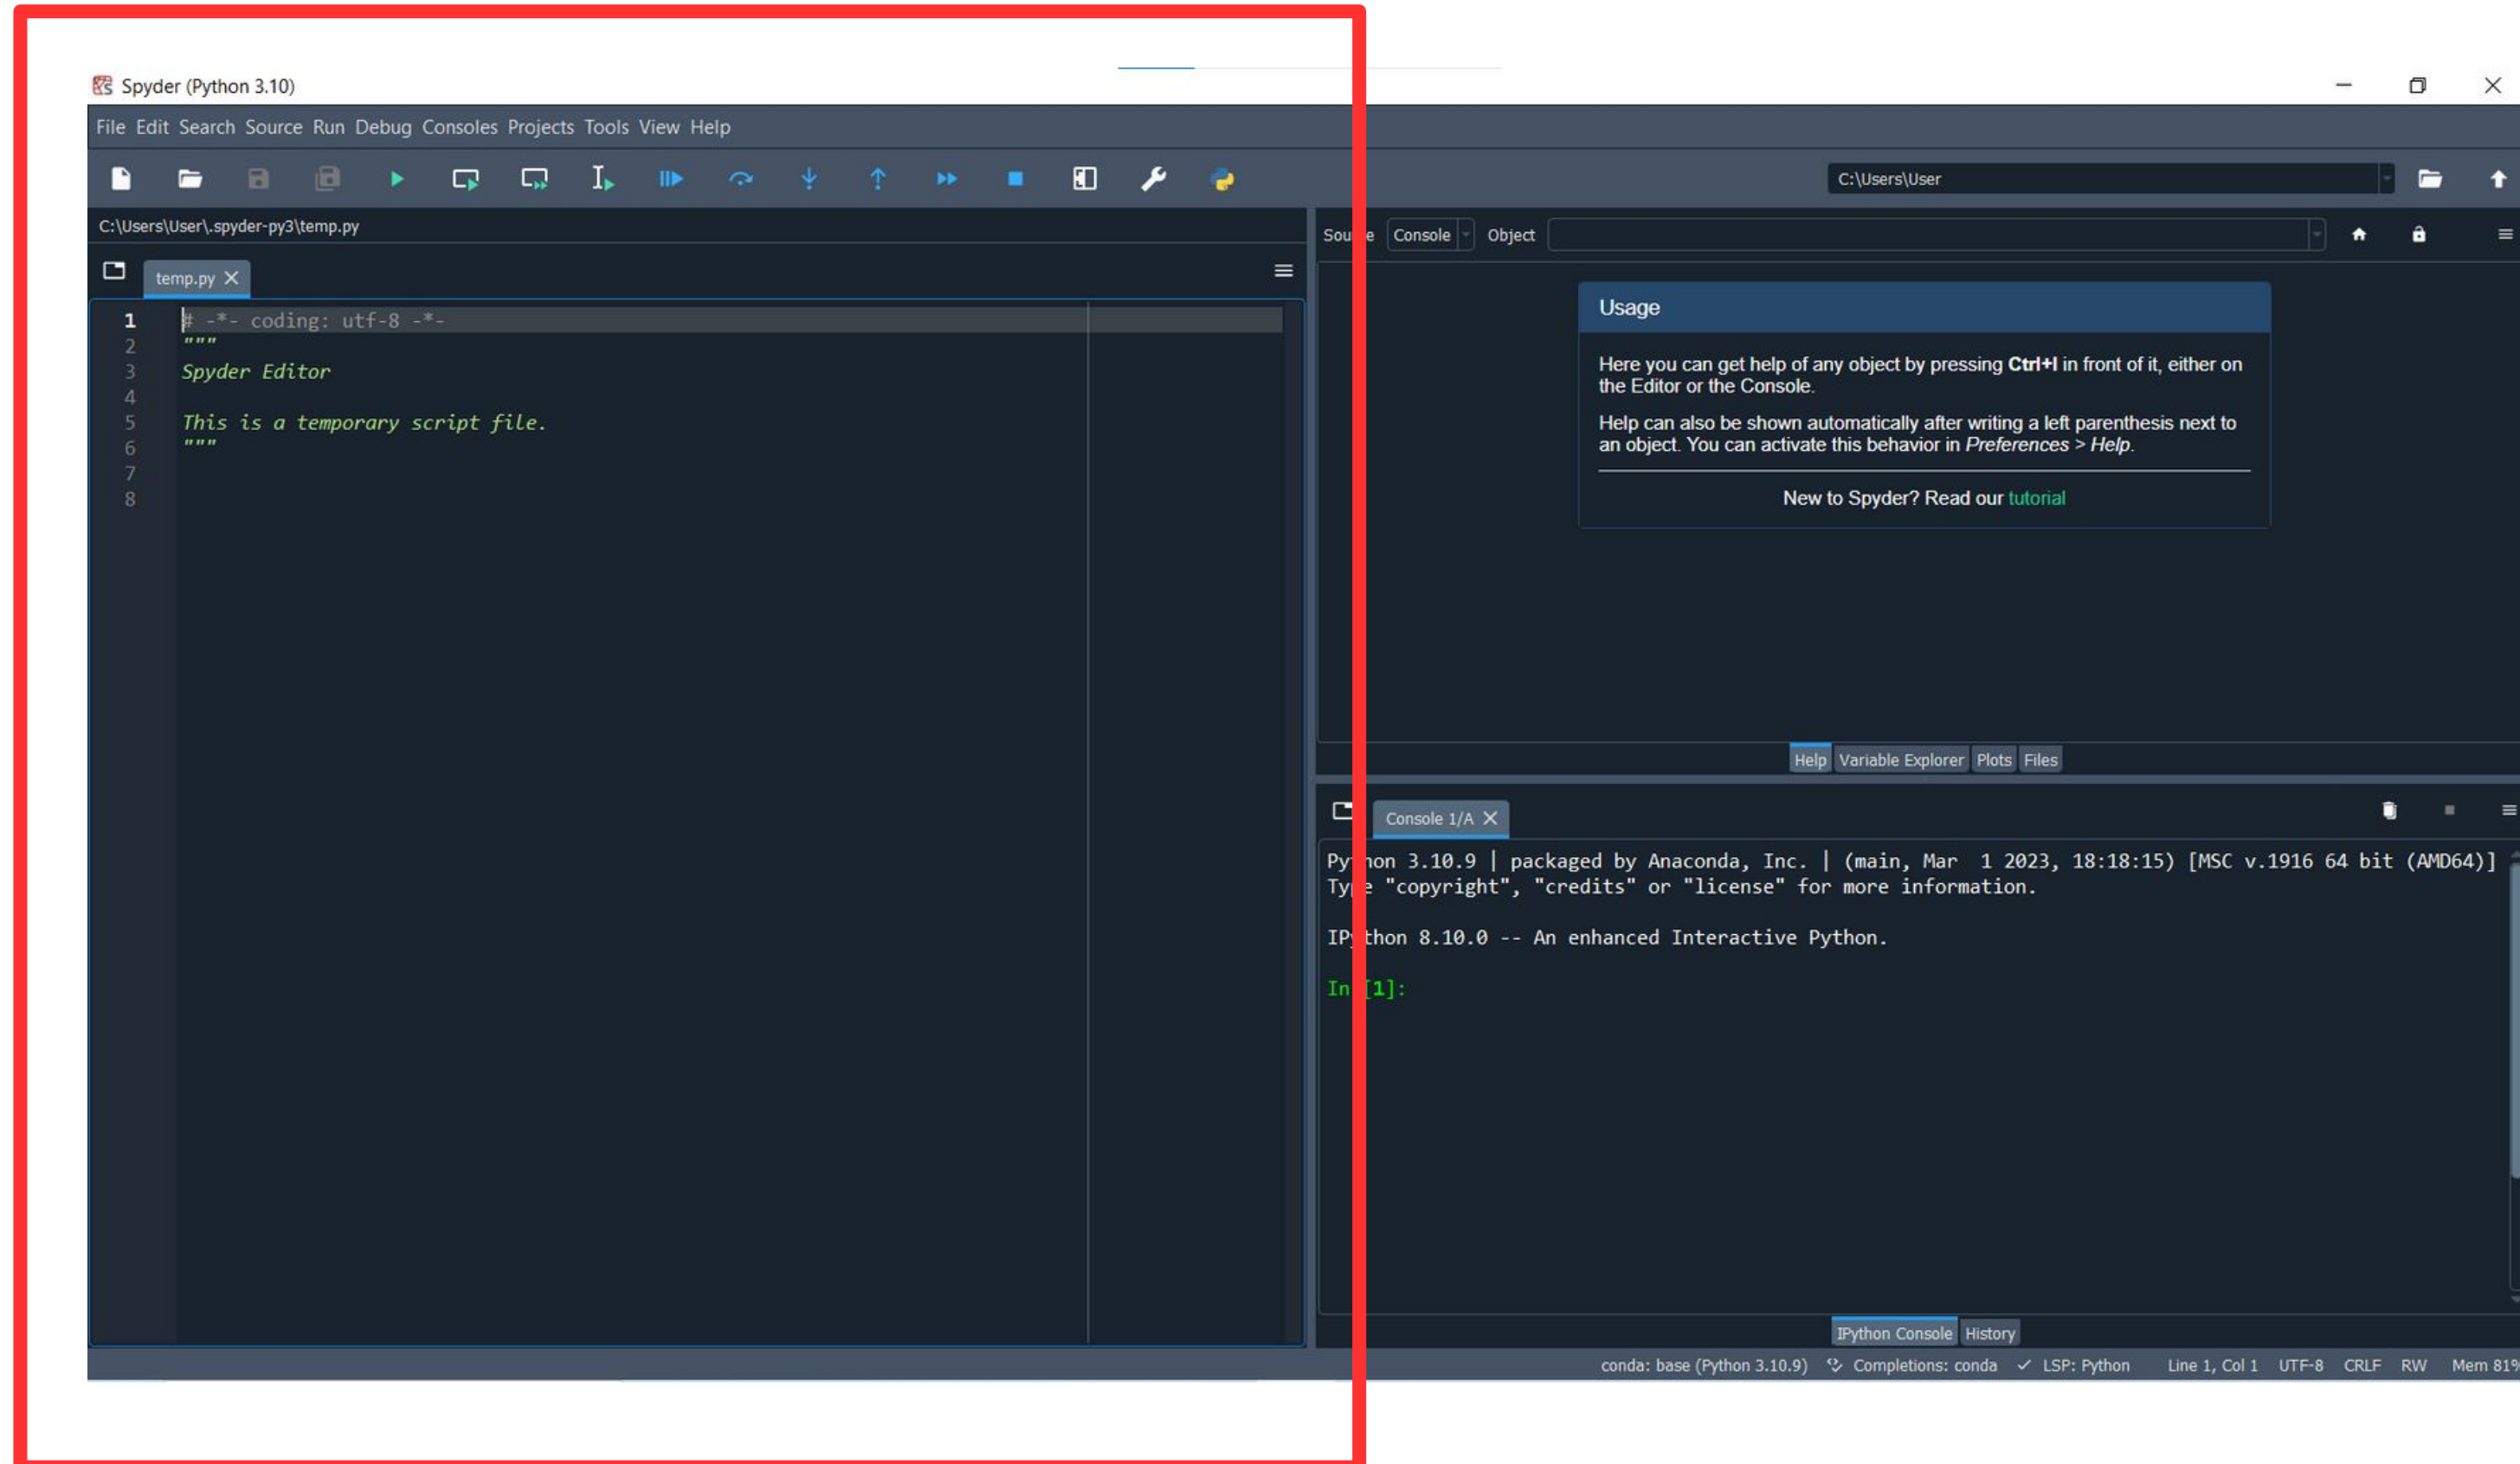 Spyder (Python 3.10)
File Edit Search Source Run Debug Consoles Projects Tools View Help
C:\Users\User
C:\Users\User\.spyder-py3\temp.py
temp.py
1 # -*- coding: utf-8 -*-
2 """
3 Spyder Editor
4
5 This is a temporary script file.
6 """
7
8
Source Console Object
Usage
Here you can get help of any object by pressing Ctrl+I in front of it, either on
the Editor or the Console.
Help can also be shown automatically after writing a left parenthesis next to
an object. You can activate this behavior in Preferences > Help.
New to Spyder? Read our tutorial
Help Variable Explorer Plots Files
Console 1/A
Python 3.10.9 | packaged by Anaconda, Inc. | (main, Mar  1 2023, 18:18:15) [MSC v.1916 64 bit (AMD64)]
Type "copyright", "credits" or "license" for more information.
IPython 8.10.0 -- An enhanced Interactive Python.
In [1]:
IPython Console History
conda: base (Python 3.10.9) Completions: conda LSP: Python Line 1, Col 1 UTF-8 CRLF RW Mem 81%